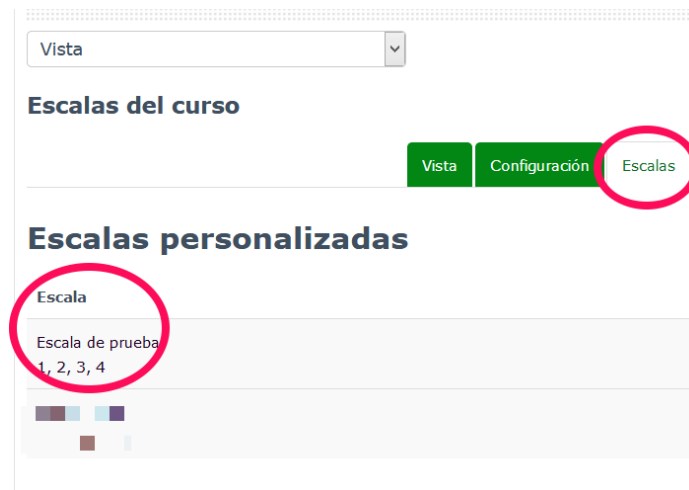 Vista
Escalas del curso
Vista Configuración Escalas
Escalas personalizadas
Escala
Escala de prueba
1, 2, 3, 4